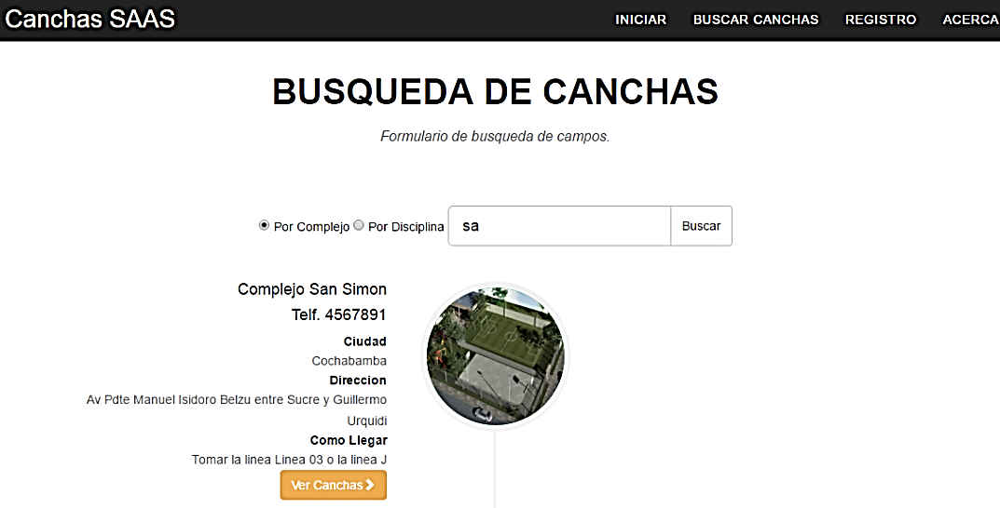 Canchas SAAS
INICIAR BUSCAR CANCHAS REGISTRO ACERCA
BUSQUEDA DE CANCHAS
Formulario de busqueda de campos.
Por Complejo Por Disciplina sa Buscar
Complejo San Simon
Telf. 4567891
Ciudad
Cochabamba
Direccion
Av Pdte Manuel Isidoro Belzu entre Sucre y Guillermo
Urquidi
Como Llegar
Tomar la linea Linea 03 o la linea J
Ver Canchas